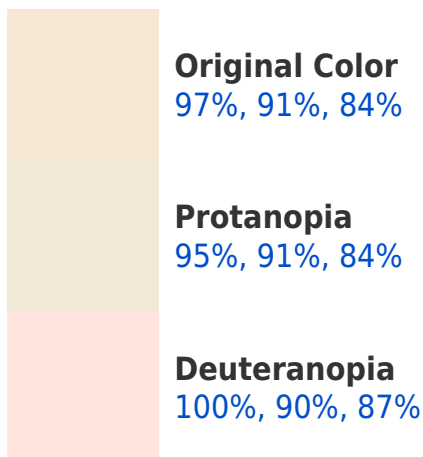 Original Color
97%, 91%, 84%
Protanopia
95%, 91%, 84%
Deuteranopia
100%, 90%, 87%